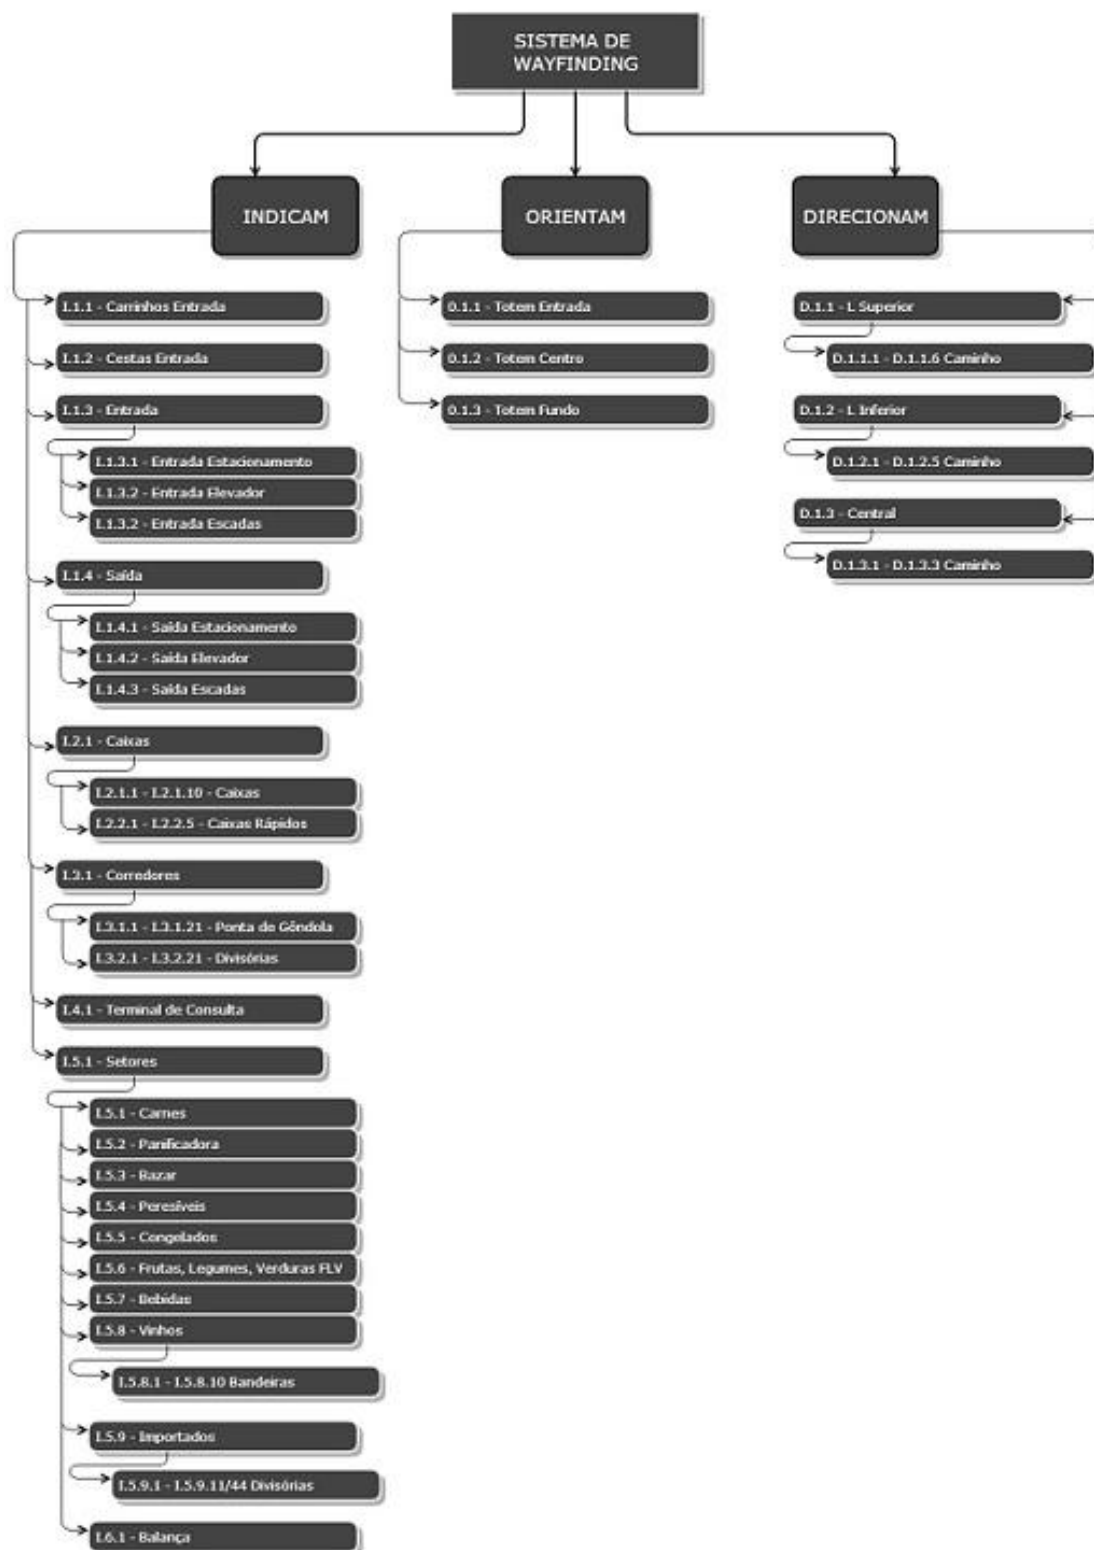 SISTEMA DE
WAYFINDING
INDICAM
I.1.1 - Carrinhos Entrada
I.1.2 - Cestas Entrada
I.1.3 - Entrada
I.1.3.1 - Entrada Estacionamento
I.1.3.2 - Entrada Elevador
I.1.3.2 - Entrada Escadas
I.1.4 - Saída
I.1.4.1 - Saída Estacionamento
I.1.4.2 - Saída Elevador
I.1.4.3 - Saída Escadas
I.2.1 - Caixas
I.2.1.1 - I.2.1.10 - Caixas
I.2.2.1 - I.2.2.5 - Caixas Rápidos
I.3.1 - Corredores
I.3.1.1 - I.3.1.21 - Ponta de Gôndola
I.3.2.1 - I.3.2.21 - Divisórias
I.4.1 - Terminal de Consulta
I.5.1 - Setores
I.5.1 - Carnes
I.5.2 - Panificadora
I.5.3 - Bazar
I.5.4 - Peresíveis
I.5.5 - Congelados
I.5.6 - Frutas, Legumes, Verduras FLV
I.5.7 - Bebidas
I.5.8 - Vinhos
I.5.8.1 - I.5.8.10 Bandeiras
I.5.9 - Importados
I.5.9.1 - I.5.9.11/44 Divisórias
I.6.1 - Balança
ORIENTAM
0.1.1 - Totem Entrada
0.1.2 - Totem Centro
0.1.3 - Totem Fundo
DIRECIONAM
D.1.1 - L Superior
D.1.1.1 - D.1.1.6 Caminho
D.1.2 - L Inferior
D.1.2.1 - D.1.2.5 Caminho
D.1.3 - Central
D.1.3.1 - D.1.3.3 Caminho